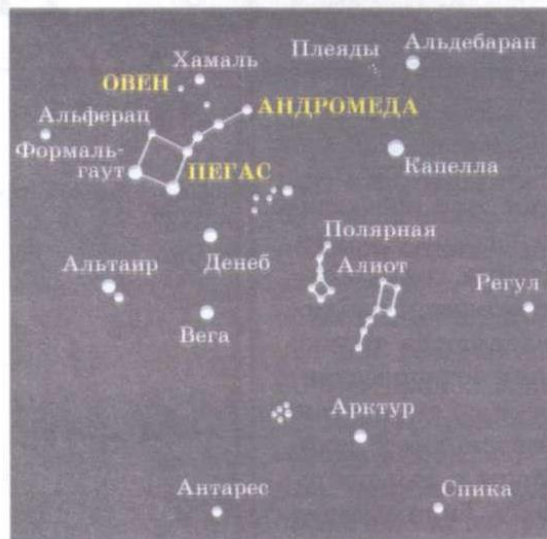 Хамаль
Плеяды
Альдебаран
ОВЕН
АНДРОМЕДА
Альферац
Формаль-
гаут
ПЕГАС
Капелла
Полярная
Денеб
Алиот
Альтаир
Регул
Вега
Арктур
Антарес
Спика